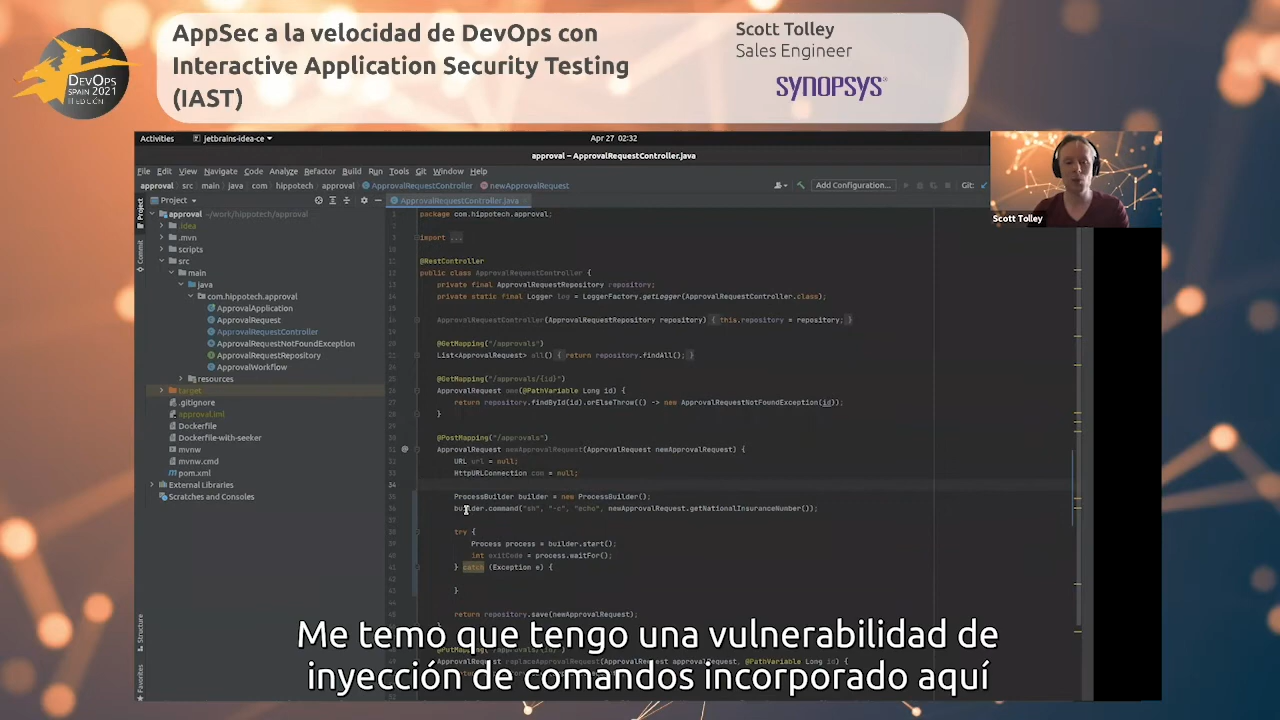 AppSec a la velocidad de DevOps con
Interactive Application Security Testing
(IAST)
Scott Tolley
Sales Engineer
SYNOPSYS®
DevOps
SPAIN 2021
III EDICIÓN
Activities jetbrains-idea-ce Apr 27 02:32
approval – ApprovalRequestController.java
File Edit View Navigate Code Analyze Refactor Build Run Tools Git Window Help
approval src main java com hippotech approval ApprovalRequestController newApprovalRequest Add Configuration... Git:
Project
Project
Commit
Structure
Favorites
approval ~/work/hippotech/approval
.idea
.mvn
scripts
src
main
java
com.hippotech.approval
ApprovalApplication
ApprovalRequest
ApprovalRequestController
ApprovalRequestNotFoundException
ApprovalRequestRepository
ApprovalWorkflow
resources
target
.gitignore
approval.iml
Dockerfile
Dockerfile-with-seeker
mvnw
mvnw.cmd
pom.xml
External Libraries
Scratches and Consoles
ApprovalRequestController.java
package com.hippotech.approval;
import ...
@RestController
public class ApprovalRequestController {
private final ApprovalRequestRepository repository;
private static final Logger log = LoggerFactory.getLogger(ApprovalRequestController.class);
ApprovalRequestController(ApprovalRequestRepository repository) { this.repository = repository; }
@GetMapping("/approvals")
List<ApprovalRequest> all() { return repository.findAll(); }
@GetMapping("/approvals/{id}")
ApprovalRequest one(@PathVariable Long id) {
return repository.findById(id).orElseThrow(() -> new ApprovalRequestNotFoundException(id));
}
@PostMapping("/approvals")
ApprovalRequest newApprovalRequest(ApprovalRequest newApprovalRequest) {
URL url = null;
HttpURLConnection con = null;
ProcessBuilder builder = new ProcessBuilder();
builder.command("sh", "-c", "echo", newApprovalRequest.getNationalInsuranceNumber());
try {
Process process = builder.start();
int exitCode = process.waitFor();
} catch (Exception e) {
}
return repository.save(newApprovalRequest);
Scott Tolley
Me temo que tengo una vulnerabilidad de
inyección de comandos incorporado aquí